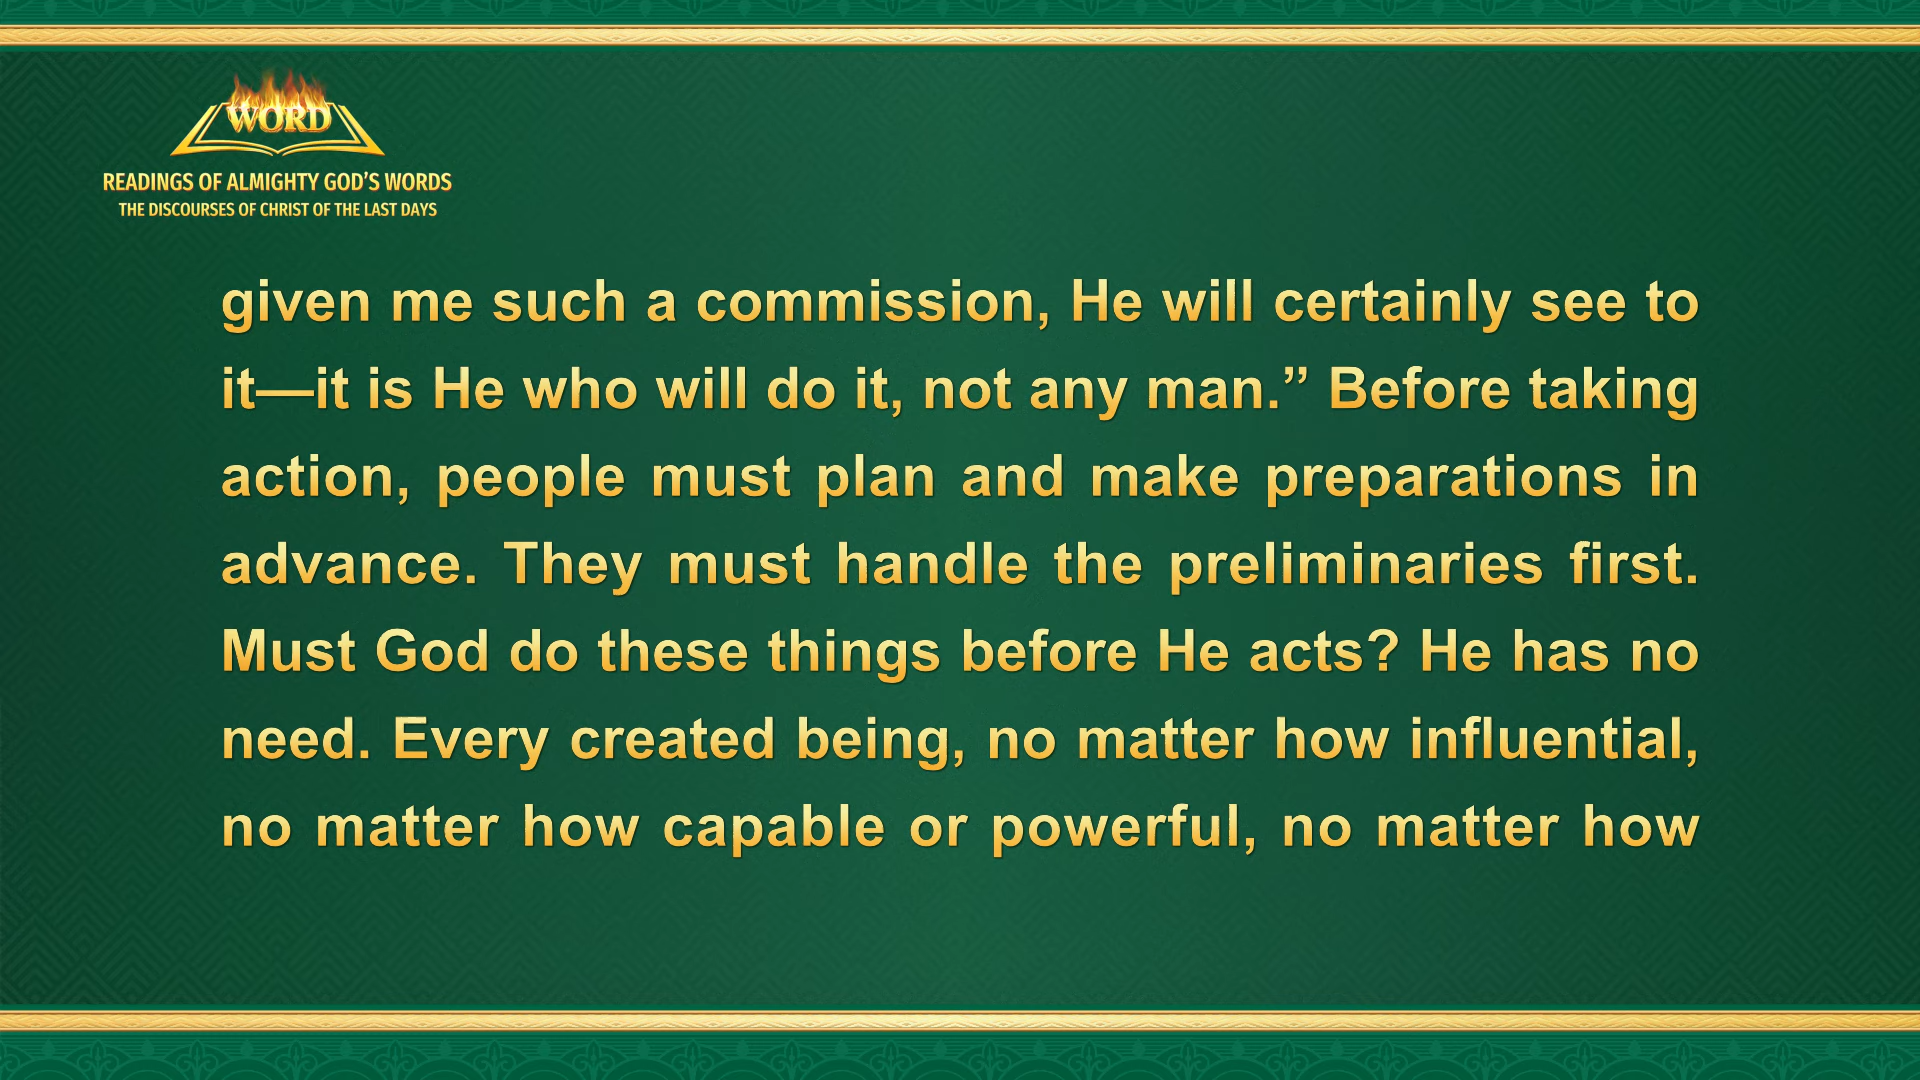 WORD
READINGS OF ALMIGHTY GOD'S WORDS
THE DISCOURSES OF CHRIST OF THE LAST DAYS
given me such a commission, He will certainly see to
it—it is He who will do it, not any man.” Before taking
action, people must plan and make preparations in
advance. They must handle the preliminaries first.
Must God do these things before He acts? He has no
need. Every created being, no matter how influential,
no matter how capable or powerful, no matter how